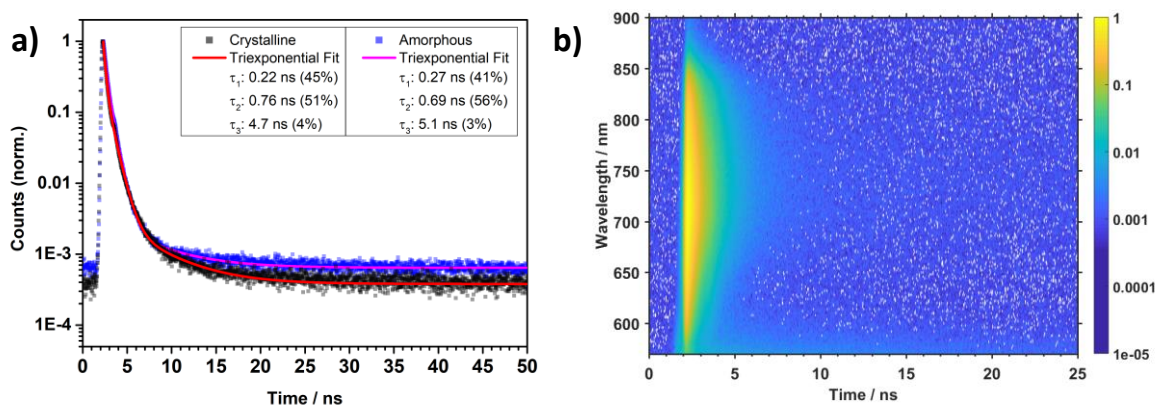 a)
Crystalline Amorphous
Triexponential Fit Triexponential Fit
τ₁: 0.22 ns (45%) τ₁: 0.27 ns (41%)
τ₂: 0.76 ns (51%) τ₂: 0.69 ns (56%)
τ₃: 4.7 ns (4%) τ₃: 5.1 ns (3%)
Counts (norm.)
1
0.1
0.01
1E-3
1E-4
0 5 10 15 20 25 30 35 40 45 50
Time / ns
b)
Wavelength / nm
900
850
800
750
700
650
600
0 5 10 15 20 25
Time / ns
1
0.1
0.01
0.001
0.0001
1e-05